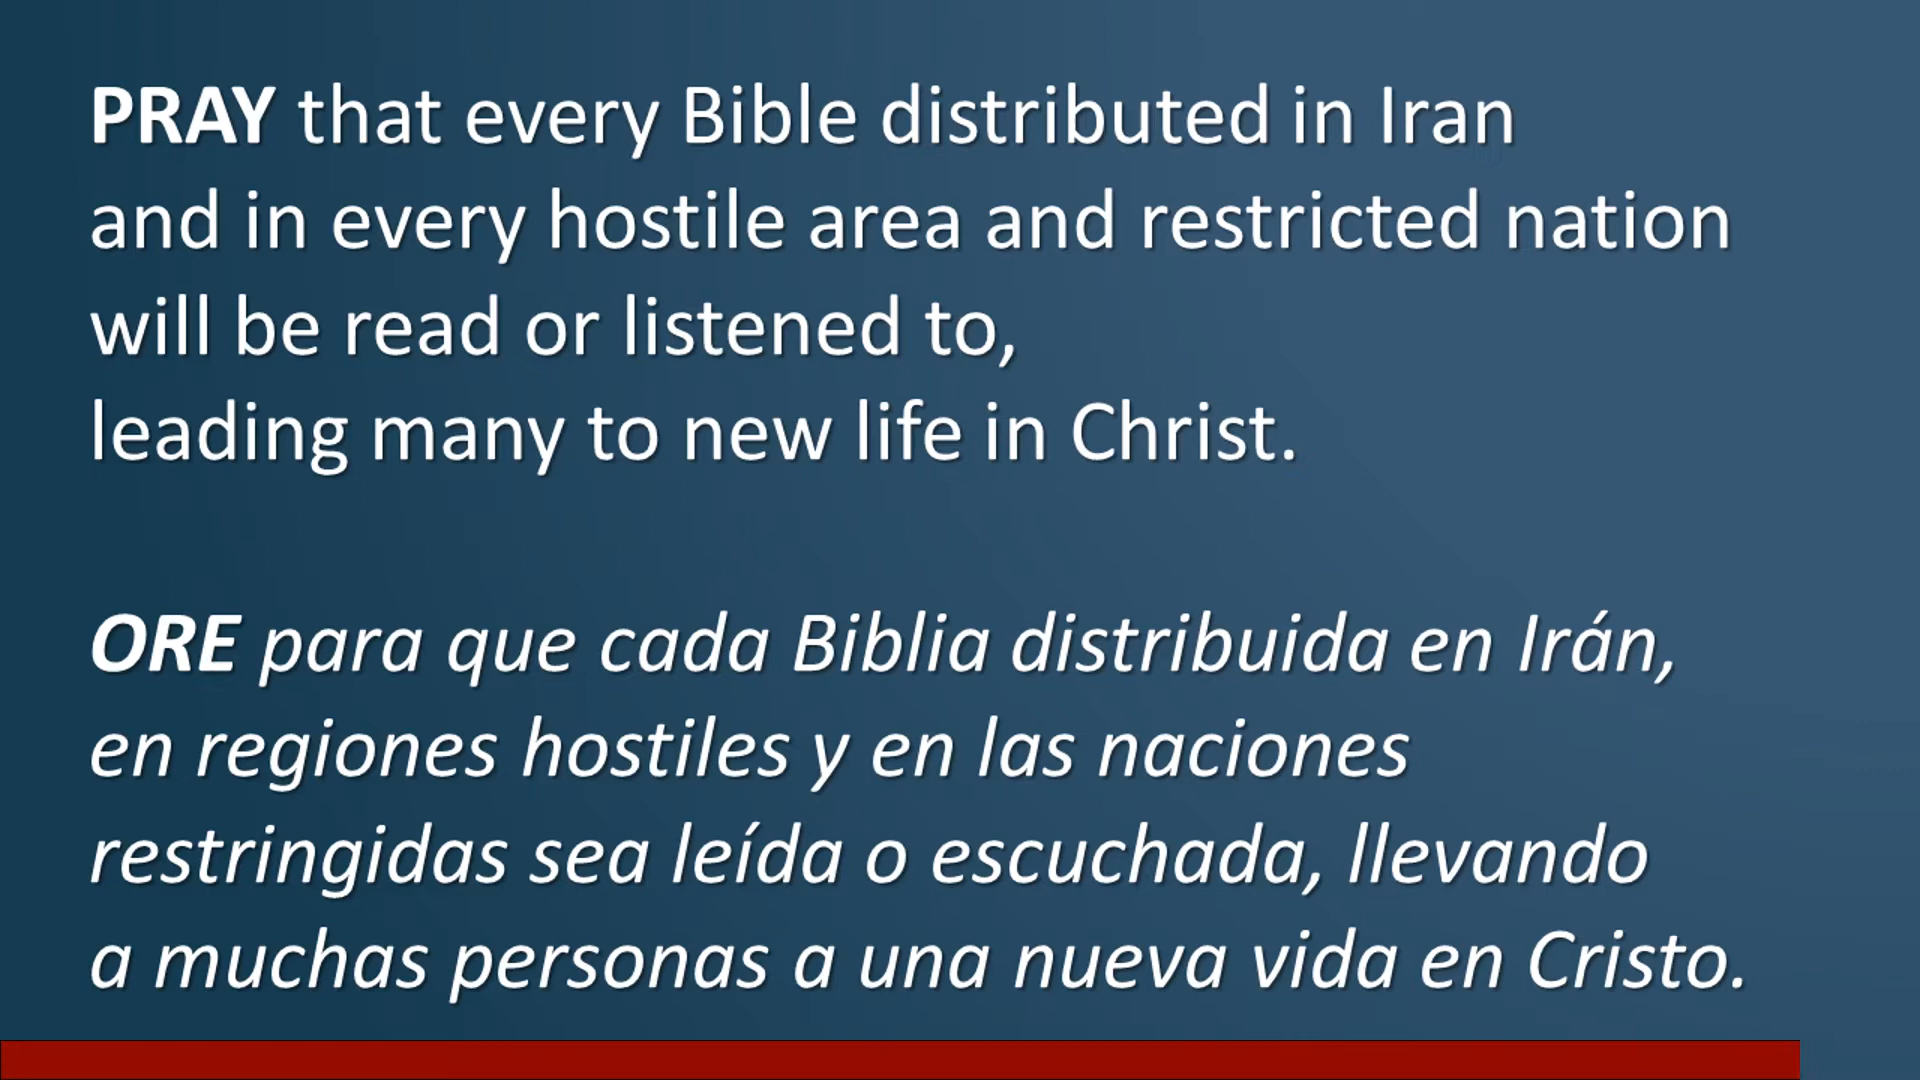 PRAY that every Bible distributed in Iran
and in every hostile area and restricted nation
will be read or listened to,
leading many to new life in Christ.
ORE para que cada Biblia distribuida en Irán,
en regiones hostiles y en las naciones
restringidas sea leída o escuchada, llevando
a muchas personas a una nueva vida en Cristo.